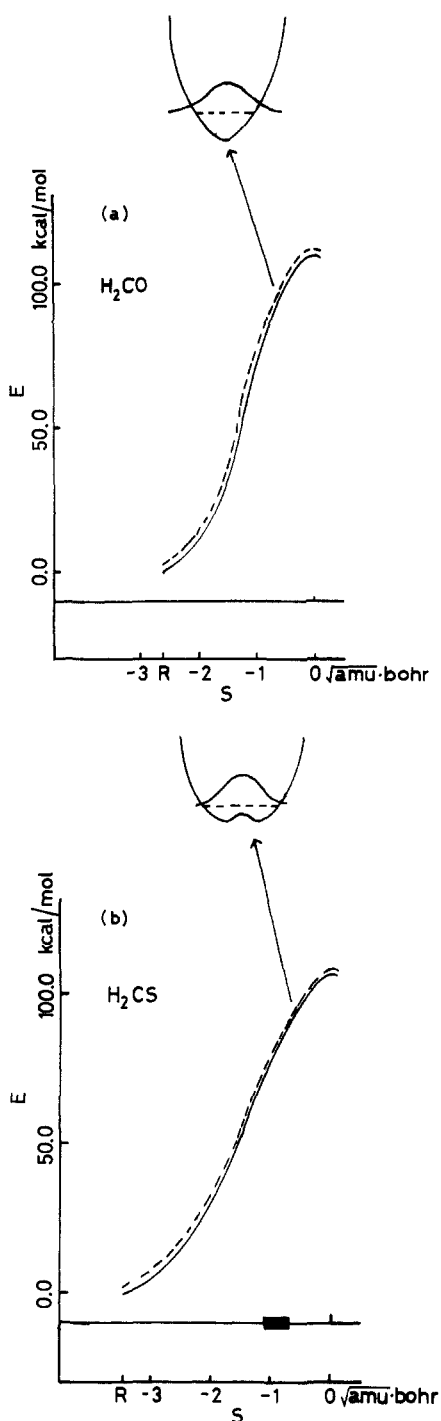 (a)
H₂CO
E
0.0 50.0 100.0 kcal/mol
-3 R -2 -1 0 √amu·bohr
S
(b)
H₂CS
E
0.0 50.0 100.0 kcal/mol
R -3 -2 -1 0 √amu·bohr
S